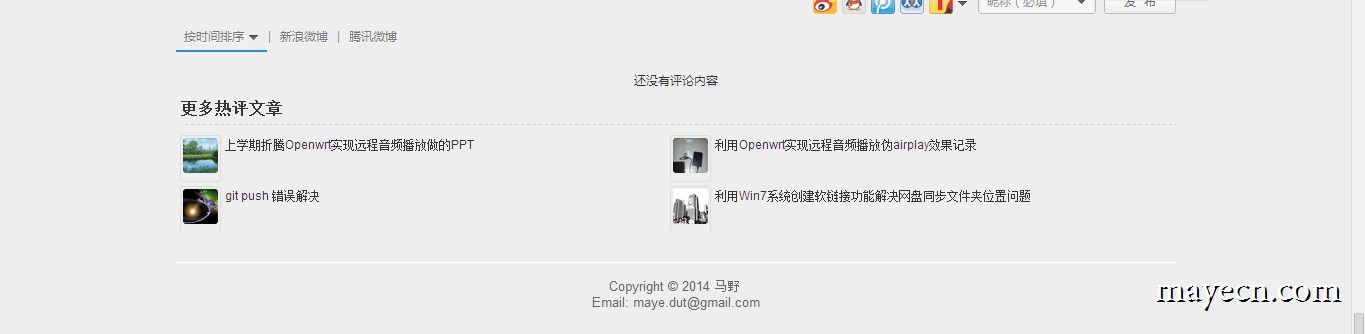 昵称（必填）
发 布
按时间排序 | 新浪微博 | 腾讯微博
还没有评论内容
更多热评文章
上学期折腾Openwrt实现远程音频播放做的PPT
利用Openwrt实现远程音频播放伪airplay效果记录
git push 错误解决
利用Win7系统创建软链接功能解决网盘同步文件夹位置问题
Copyright © 2014 马野
Email: maye.dut@gmail.com
mayecn.com